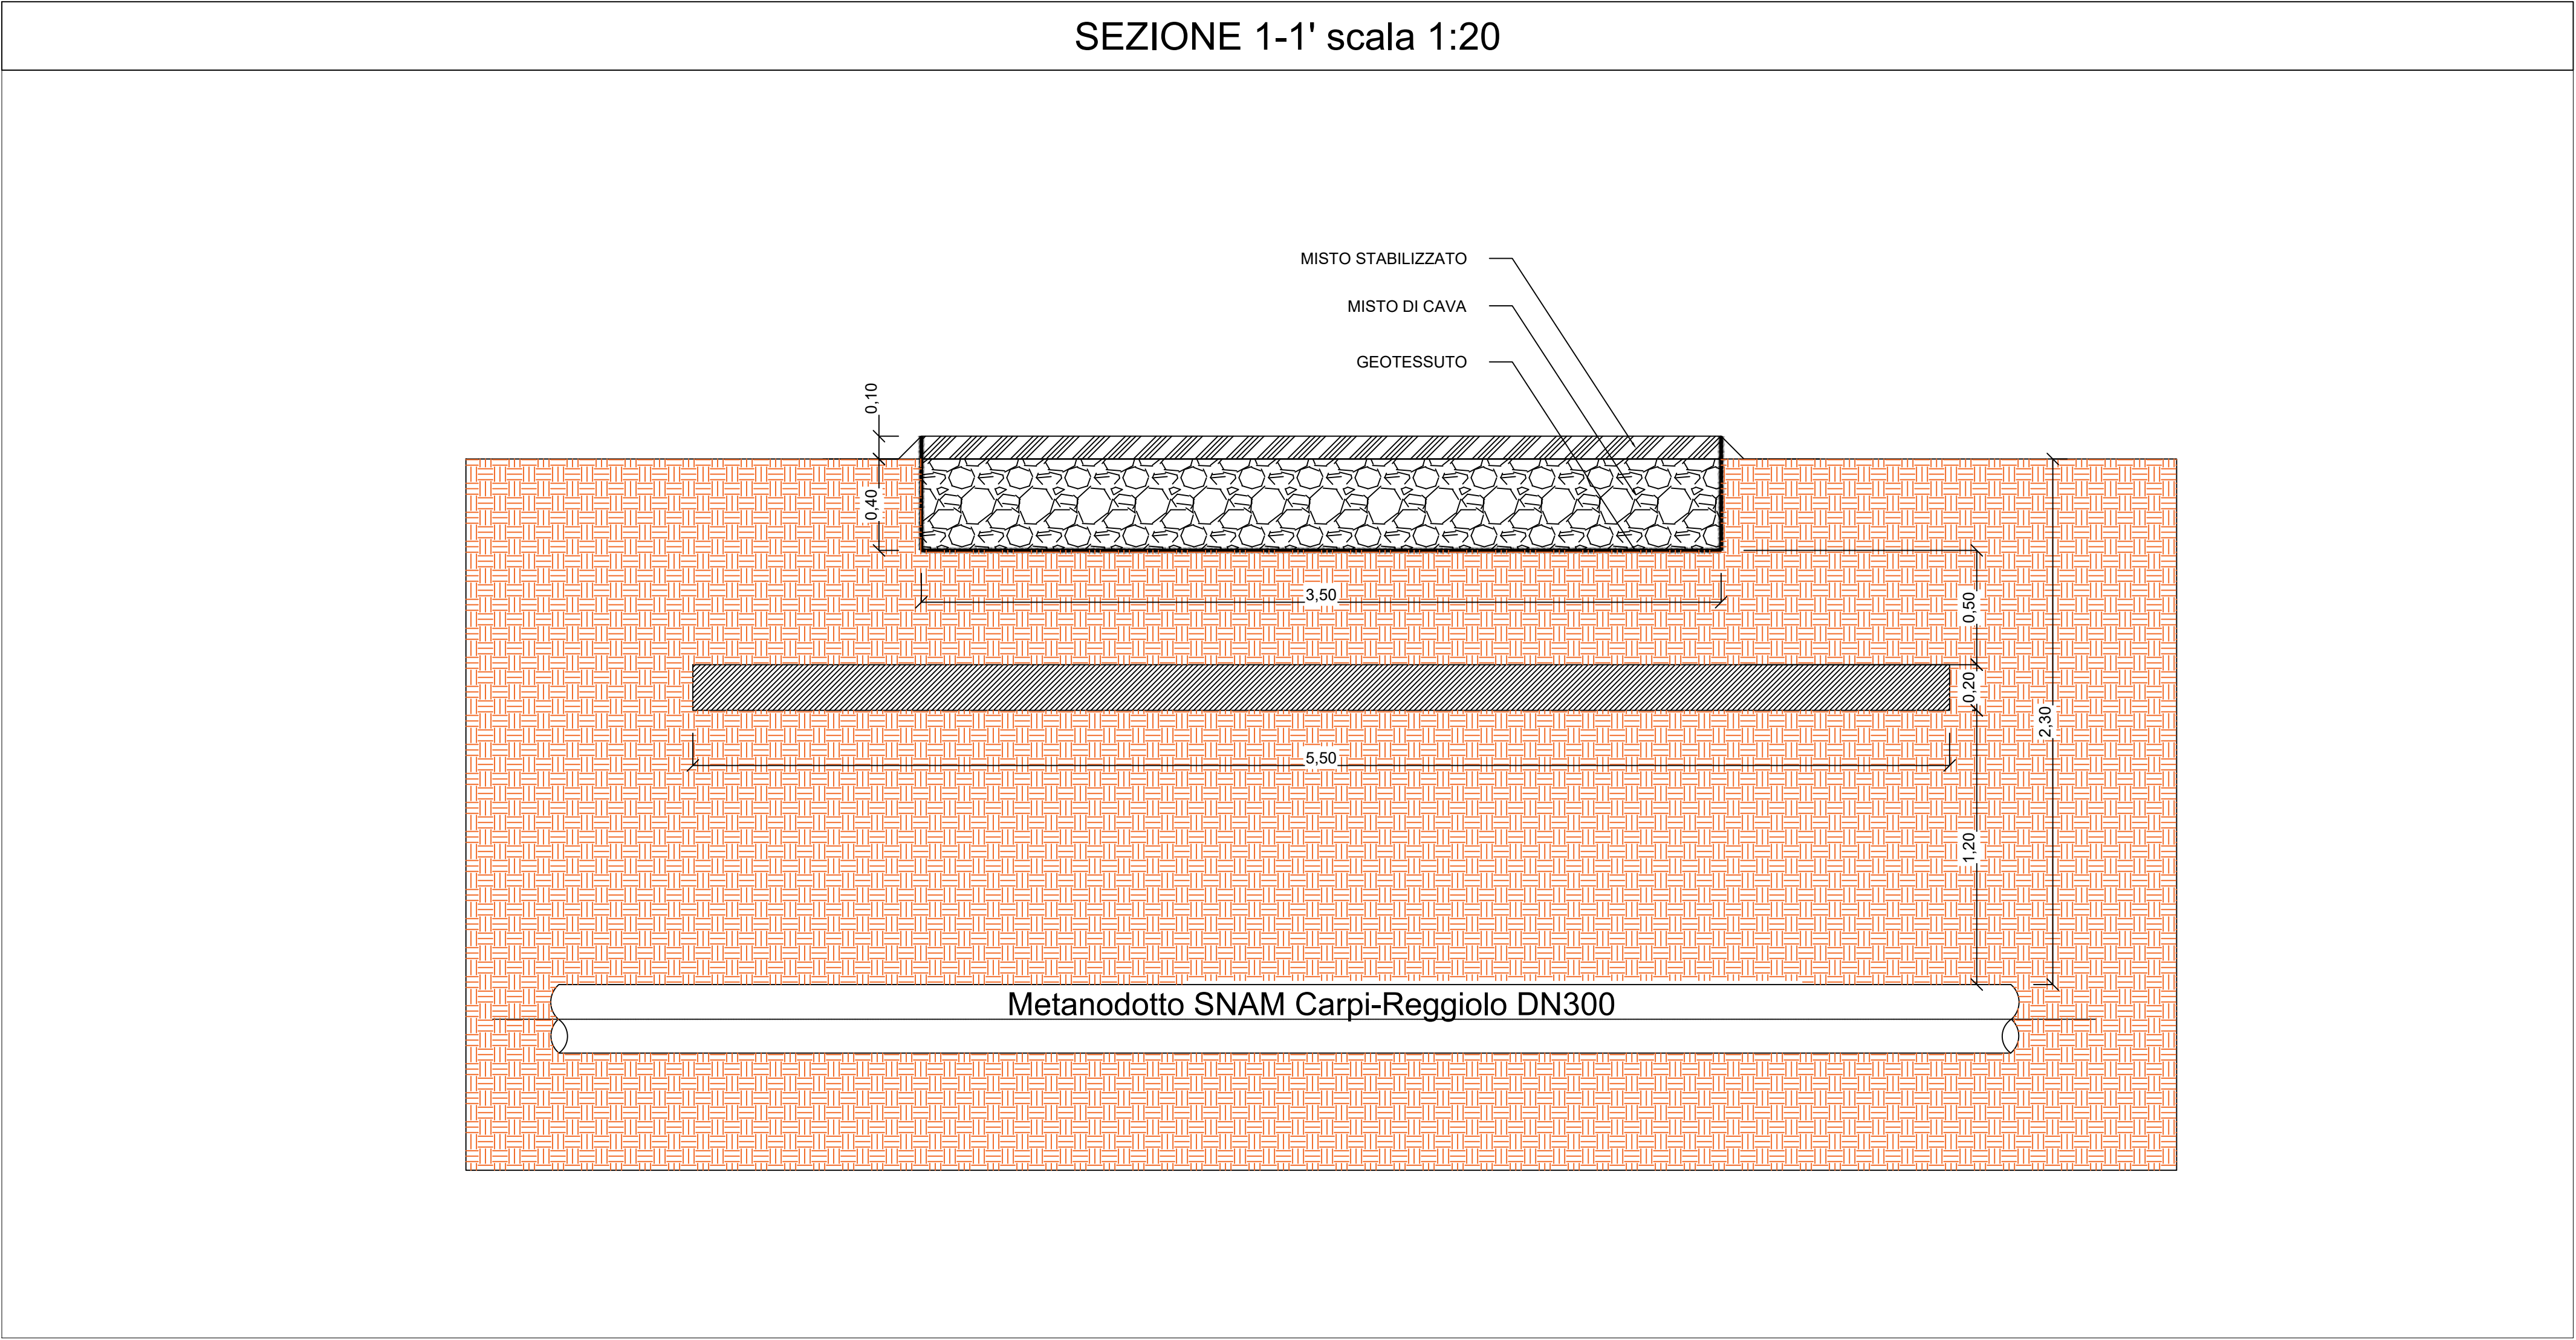 SEZIONE 1-1' scala 1:20
MISTO STABILIZZATO
MISTO DI CAVA
GEOTESSUTO
0,10
0,40
3,50
0,50
0,20
2,30
5,50
1,20
Metanodotto SNAM Carpi-Reggiolo DN300